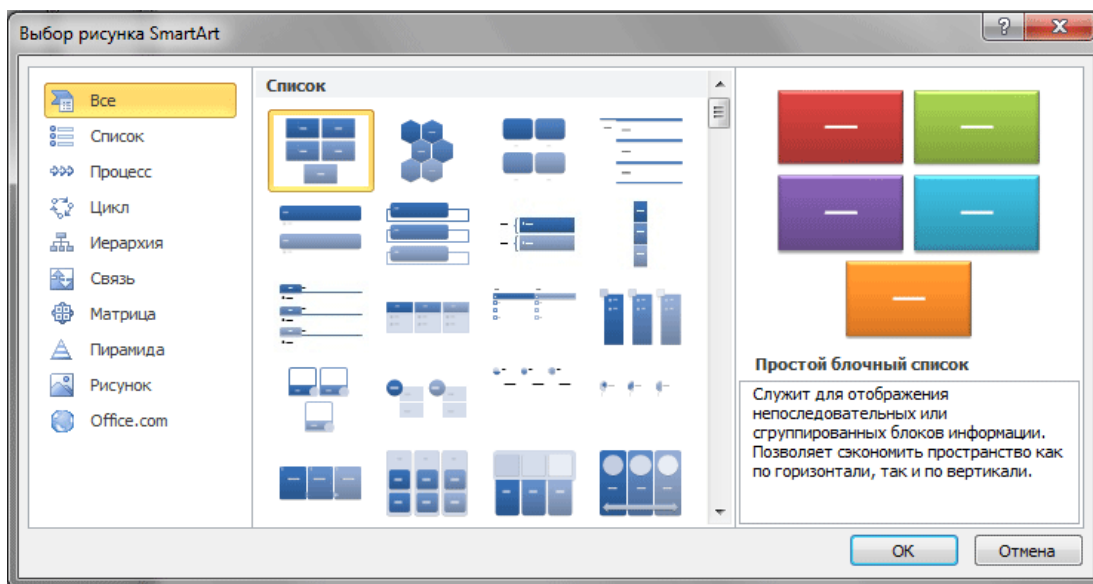 Выбор рисунка SmartArt
Все
Список
Процесс
Цикл
Иерархия
Связь
Матрица
Пирамида
Рисунок
Office.com
Список
Простой блочный список
Служит для отображения
непоследовательных или
сгруппированных блоков информации.
Позволяет сэкономить пространство как
по горизонтали, так и по вертикали.
ОК
Отмена